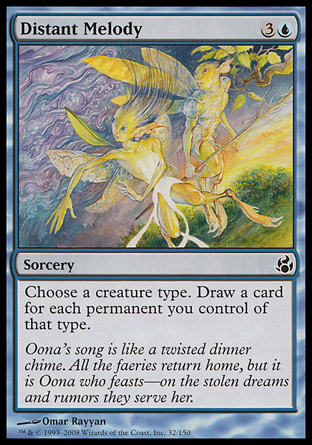 Distant Melody 3
Sorcery
Choose a creature type. Draw a card
for each permanent you control of
that type.
Oona's song is like a twisted dinner
chime. All the faeries return home, but it
is Oona who feasts—on the stolen dreams
and rumors they serve her.
Omar Rayyan
™ & © 1993–2008 Wizards of the Coast, Inc. 32/150